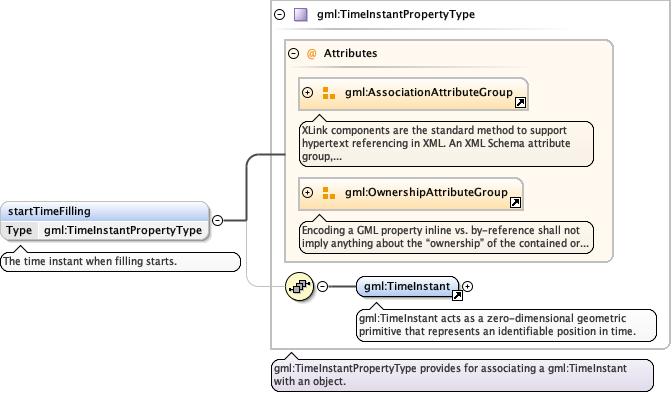 gml:TimeInstantPropertyType
@ Attributes
gml:AssociationAttributeGroup
XLink components are the standard method to support
hypertext referencing in XML. An XML Schema attribute
group,...
gml:OwnershipAttributeGroup
Encoding a GML property inline vs. by-reference shall not
imply anything about the “ownership” of the contained or...
startTimeFilling
Type gml:TimeInstantPropertyType
The time instant when filling starts.
gml:TimeInstant
gml:TimeInstant acts as a zero-dimensional geometric
primitive that represents an identifiable position in time.
gml:TimeInstantPropertyType provides for associating a gml:TimeInstant
with an object.